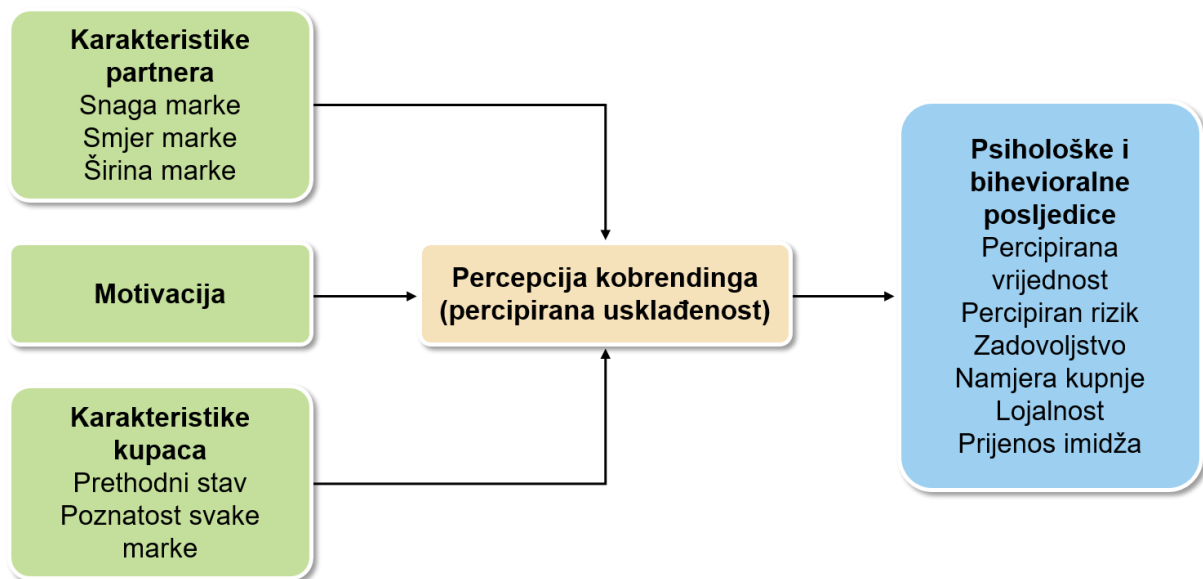 Karakteristike
partnera
Snaga marke
Smjer marke
Širina marke
Motivacija
Karakteristike
kupaca
Prethodni stav
Poznatost svake
marke
Percepcija kobrendinga
(percipirana usklađenost)
Psihološke i
bihevioralne
posljedice
Percipirana
vrijednost
Percipiran rizik
Zadovoljstvo
Namjera kupnje
Lojalnost
Prijenos imidža